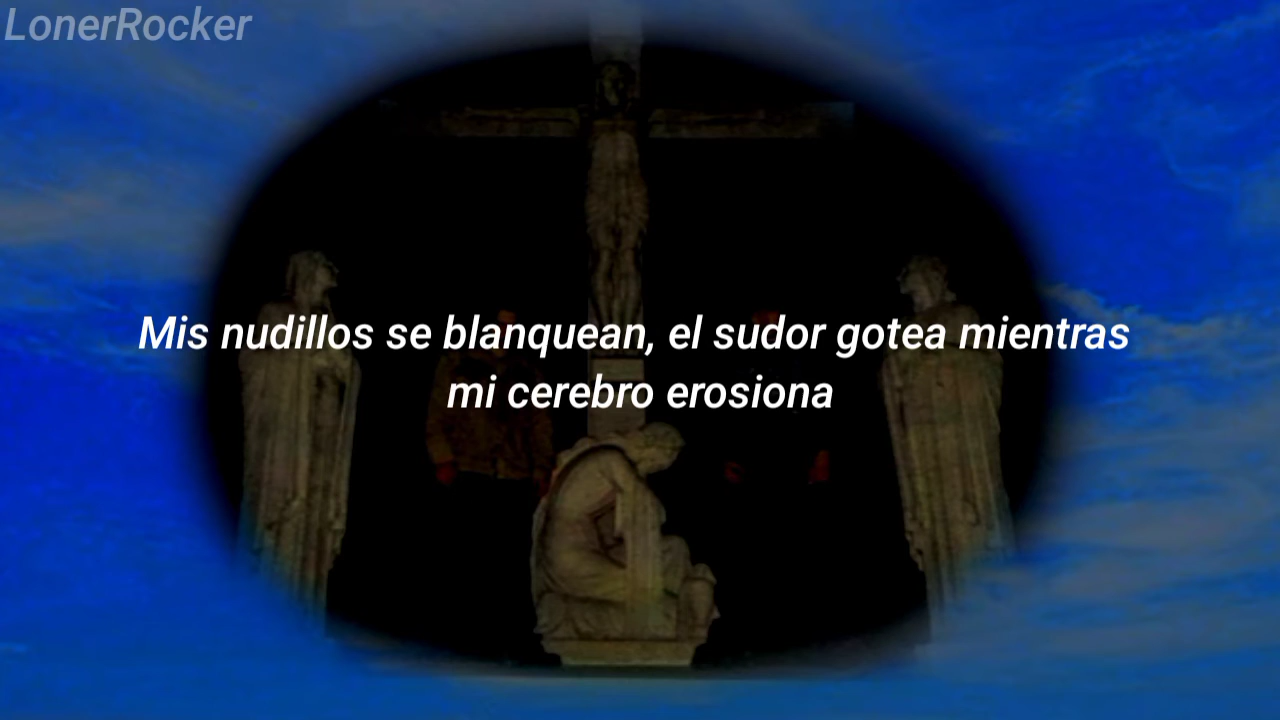 LonerRocker
Mis nudillos se blanquean, el sudor gotea mientras
mi cerebro erosiona